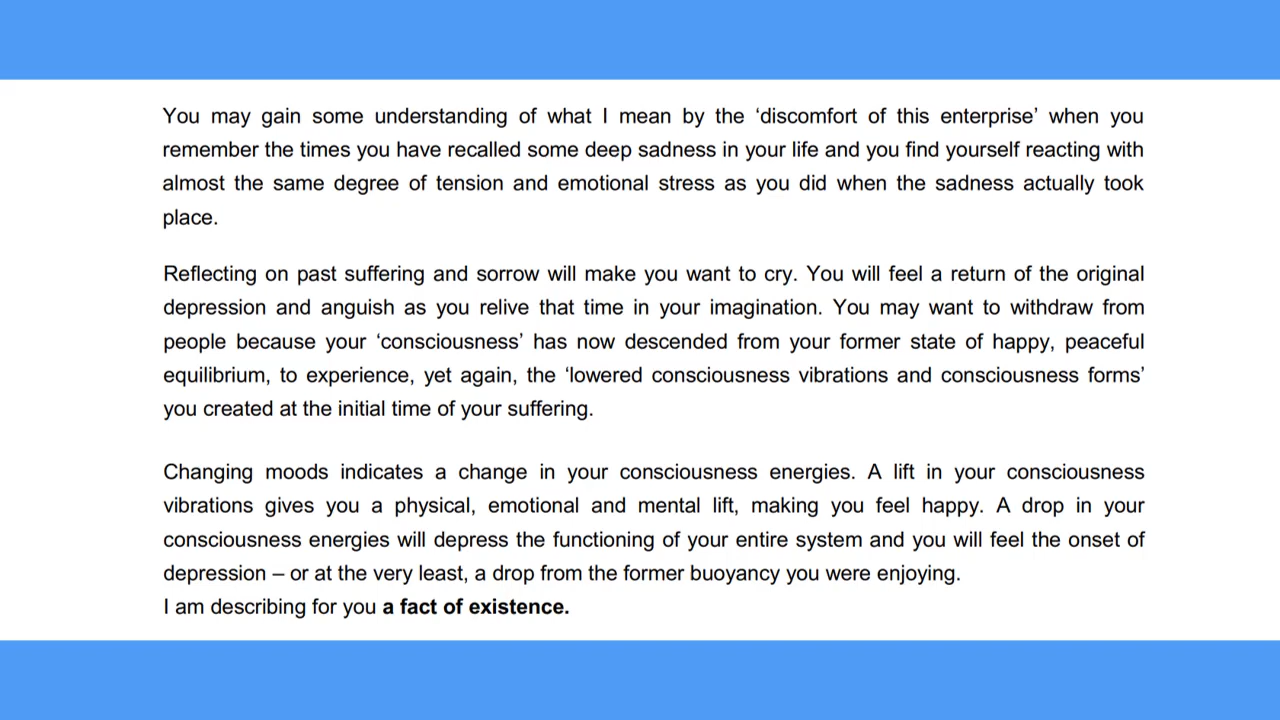 You may gain some understanding of what I mean by the ‘discomfort of this enterprise’ when you
remember the times you have recalled some deep sadness in your life and you find yourself reacting with
almost the same degree of tension and emotional stress as you did when the sadness actually took
place.
Reflecting on past suffering and sorrow will make you want to cry. You will feel a return of the original
depression and anguish as you relive that time in your imagination. You may want to withdraw from
people because your ‘consciousness’ has now descended from your former state of happy, peaceful
equilibrium, to experience, yet again, the ‘lowered consciousness vibrations and consciousness forms’
you created at the initial time of your suffering.
Changing moods indicates a change in your consciousness energies. A lift in your consciousness
vibrations gives you a physical, emotional and mental lift, making you feel happy. A drop in your
consciousness energies will depress the functioning of your entire system and you will feel the onset of
depression – or at the very least, a drop from the former buoyancy you were enjoying.
I am describing for you a fact of existence.